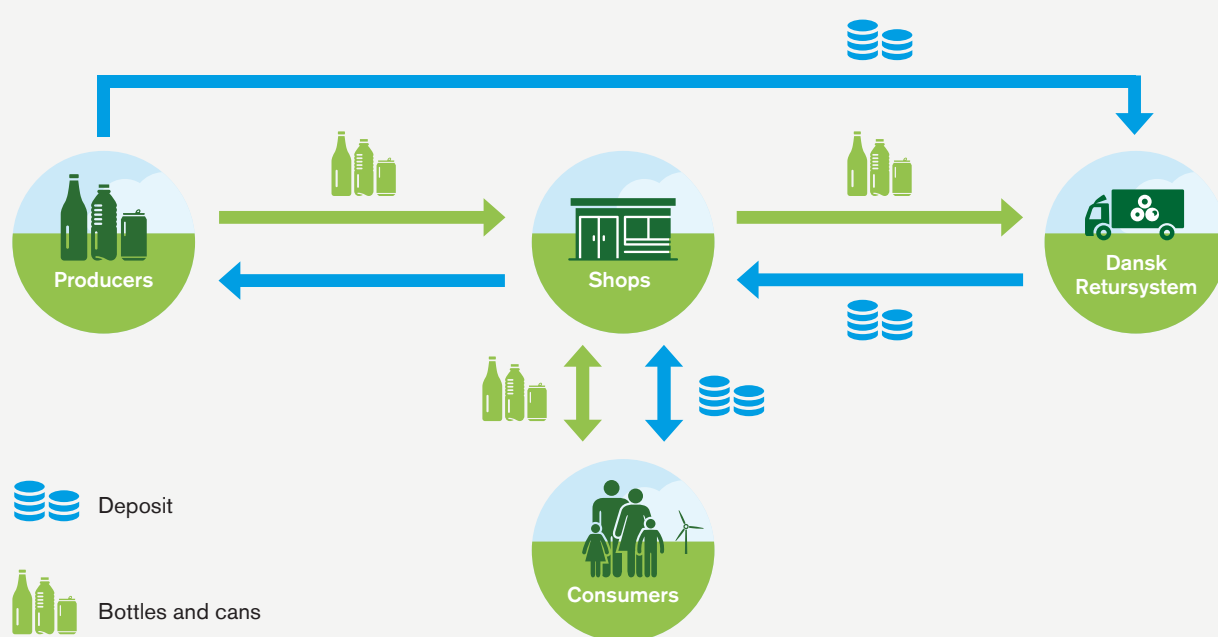 Producers
Shops
Dansk
Retursystem
Deposit
Consumers
Bottles and cans